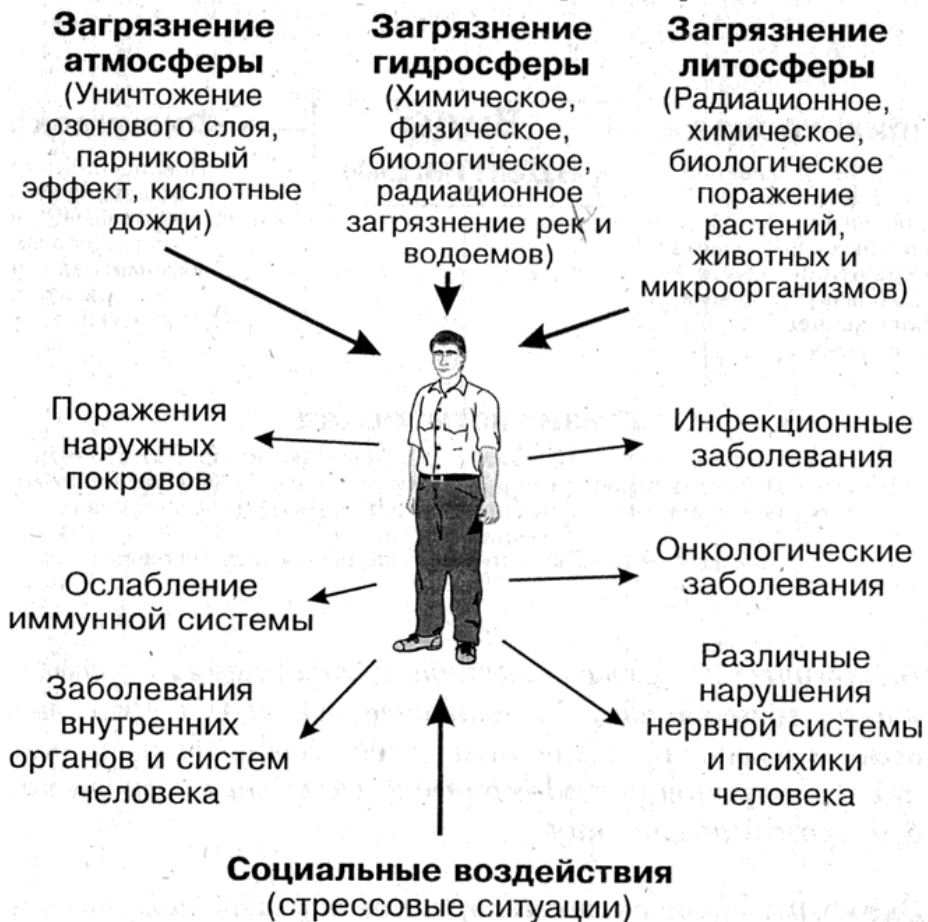 Загрязнение
атмосферы
(Уничтожение
озонового слоя,
парниковый
эффект, кислотные
дожди)
Загрязнение
гидросферы
(Химическое,
физическое,
биологическое,
радиационное
загрязнение рек и
водоемов)
Загрязнение
литосферы
(Радиационное,
химическое,
биологическое
поражение
растений,
животных и
микроорганизмов)
Поражения
наружных
покровов
Инфекционные
заболевания
Ослабление
иммунной системы
Онкологические
заболевания
Заболевания
внутренних
органов и систем
человека
Различные
нарушения
нервной системы
и психики
человека
Социальные воздействия
(стрессовые ситуации)